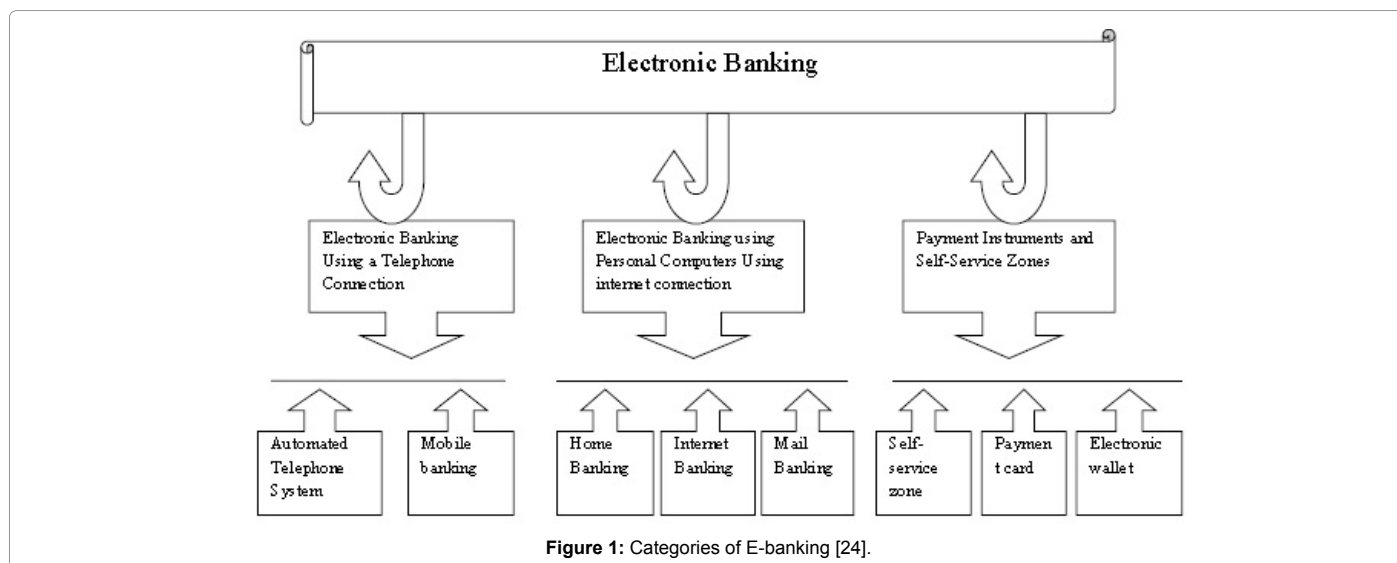 Electronic Banking
Electronic Banking
Using a Telephone
Connection
Electronic Banking using
Personal Computers Using
internet connection
Payment Instruments and
Self-Service Zones
Automated
Telephone
System
Mobile
banking
Home
Banking
Internet
Banking
Mail
Banking
Self-
service
zone
Paymen
t card
Electronic
wallet
Figure 1: Categories of E-banking [24].